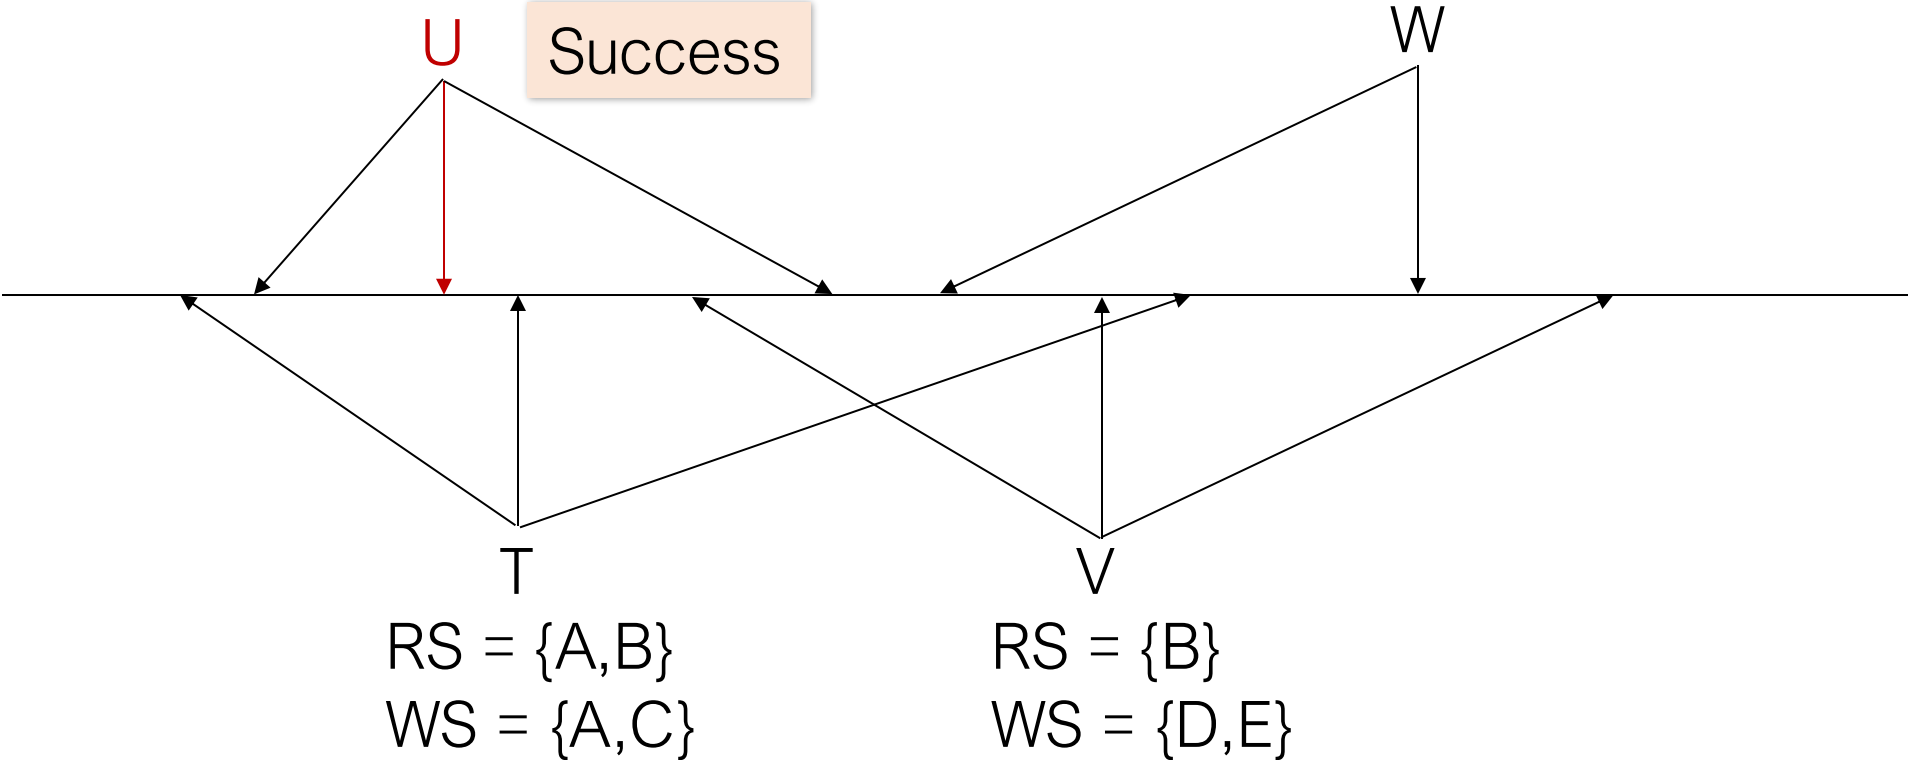 U
Success
W
T
V
RS = {A,B}
WS = {A,C}
RS = {B}
WS = {D,E}